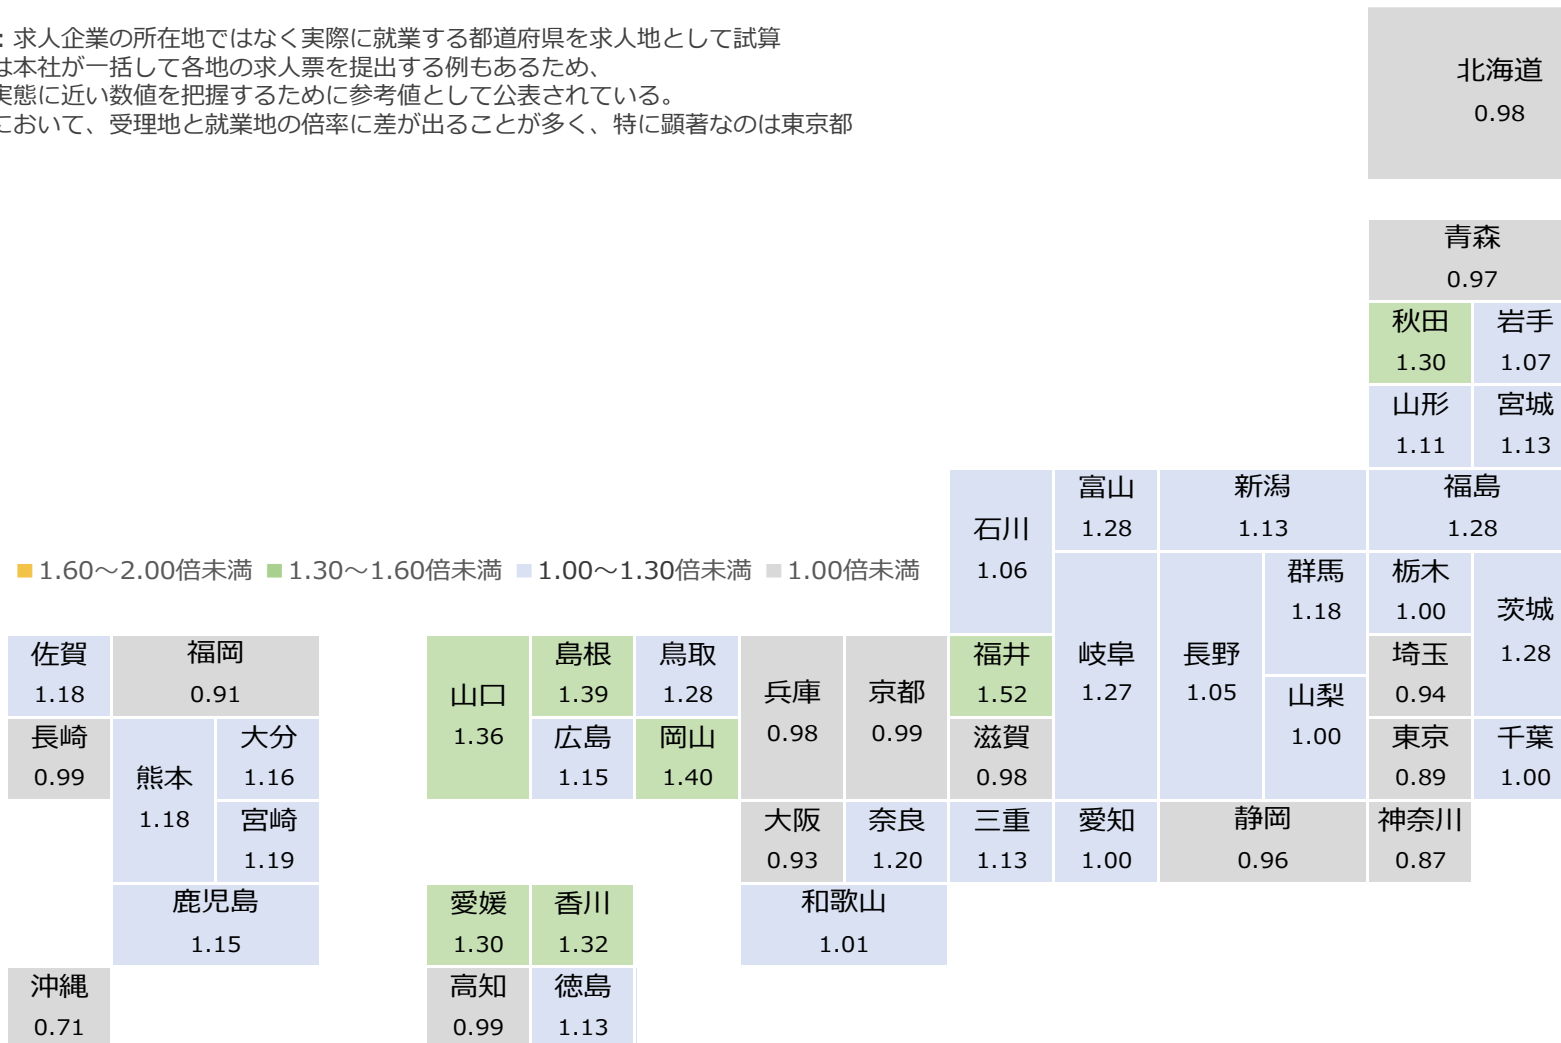 : 求人企業の所在地ではなく実際に就業する都道府県を求人地として試算
は本社が一括して各地の求人票を提出する例もあるため、
実態に近い数値を把握するために参考値として公表されている。
において、受理地と就業地の倍率に差が出ることが多く、特に顕著なのは東京都
北海道
0.98
青森
0.97
秋田 岩手
1.30 1.07
山形 宮城
1.11 1.13
石川
1.06
富山 新潟 福島
1.28 1.13 1.28
■1.60～2.00倍未満 ■1.30～1.60倍未満 ■1.00～1.30倍未満 ■1.00倍未満
群馬 栃木
1.18 1.00
茨城
1.28
佐賀 福岡
1.18 0.91
山口
1.36
島根 鳥取
1.39 1.28
兵庫 京都
0.98 0.99
福井
1.52
岐阜 長野
1.27 1.05
山梨
1.00
埼玉
0.94
長崎
0.99
熊本
1.18
大分
1.16
広島 岡山
1.15 1.40
滋賀
0.98
東京 千葉
0.89 1.00
宮崎
1.19
大阪 奈良 三重 愛知 静岡 神奈川
0.93 1.20 1.13 1.00 0.96 0.87
鹿児島
1.15
愛媛 香川
1.30 1.32
和歌山
1.01
沖縄
0.71
高知 徳島
0.99 1.13